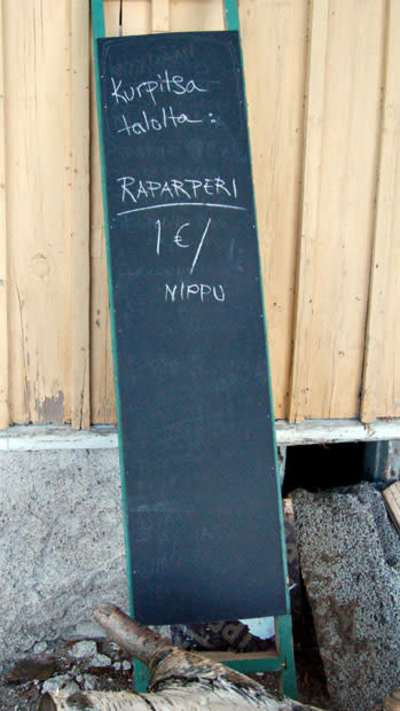 Kurpitsa
talolta:
RAPARPERI
1 €/
NIPPU